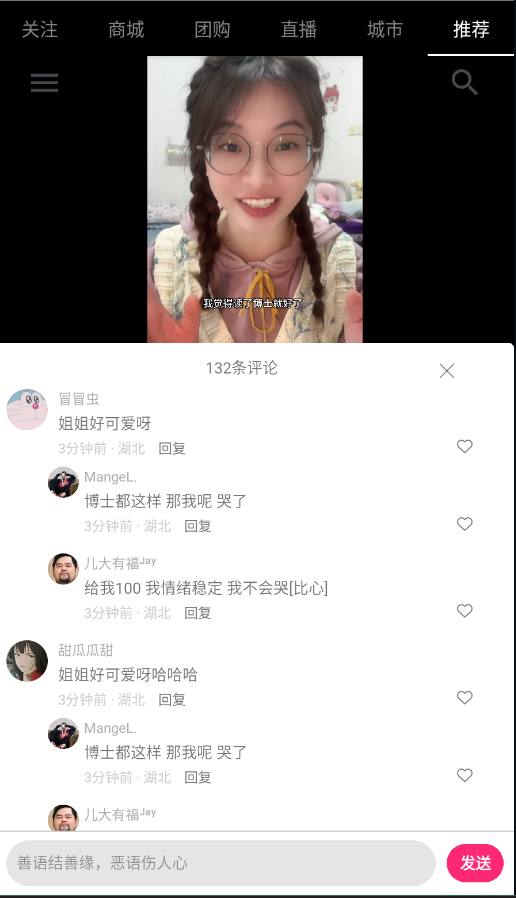 关注 商城 团购 直播 城市 推荐
我觉得读了博士就好了
132条评论
冒冒虫
姐姐好可爱呀
3分钟前 · 湖北 回复
MangeL.
博士都这样 那我呢 哭了
3分钟前 · 湖北 回复
儿大有福Jay
给我100 我情绪稳定 我不会哭[比心]
3分钟前 · 湖北 回复
甜瓜瓜甜
姐姐好可爱呀哈哈哈
3分钟前 · 湖北 回复
MangeL.
博士都这样 那我呢 哭了
3分钟前 · 湖北 回复
儿大有福Jay
善语结善缘，恶语伤人心
发送